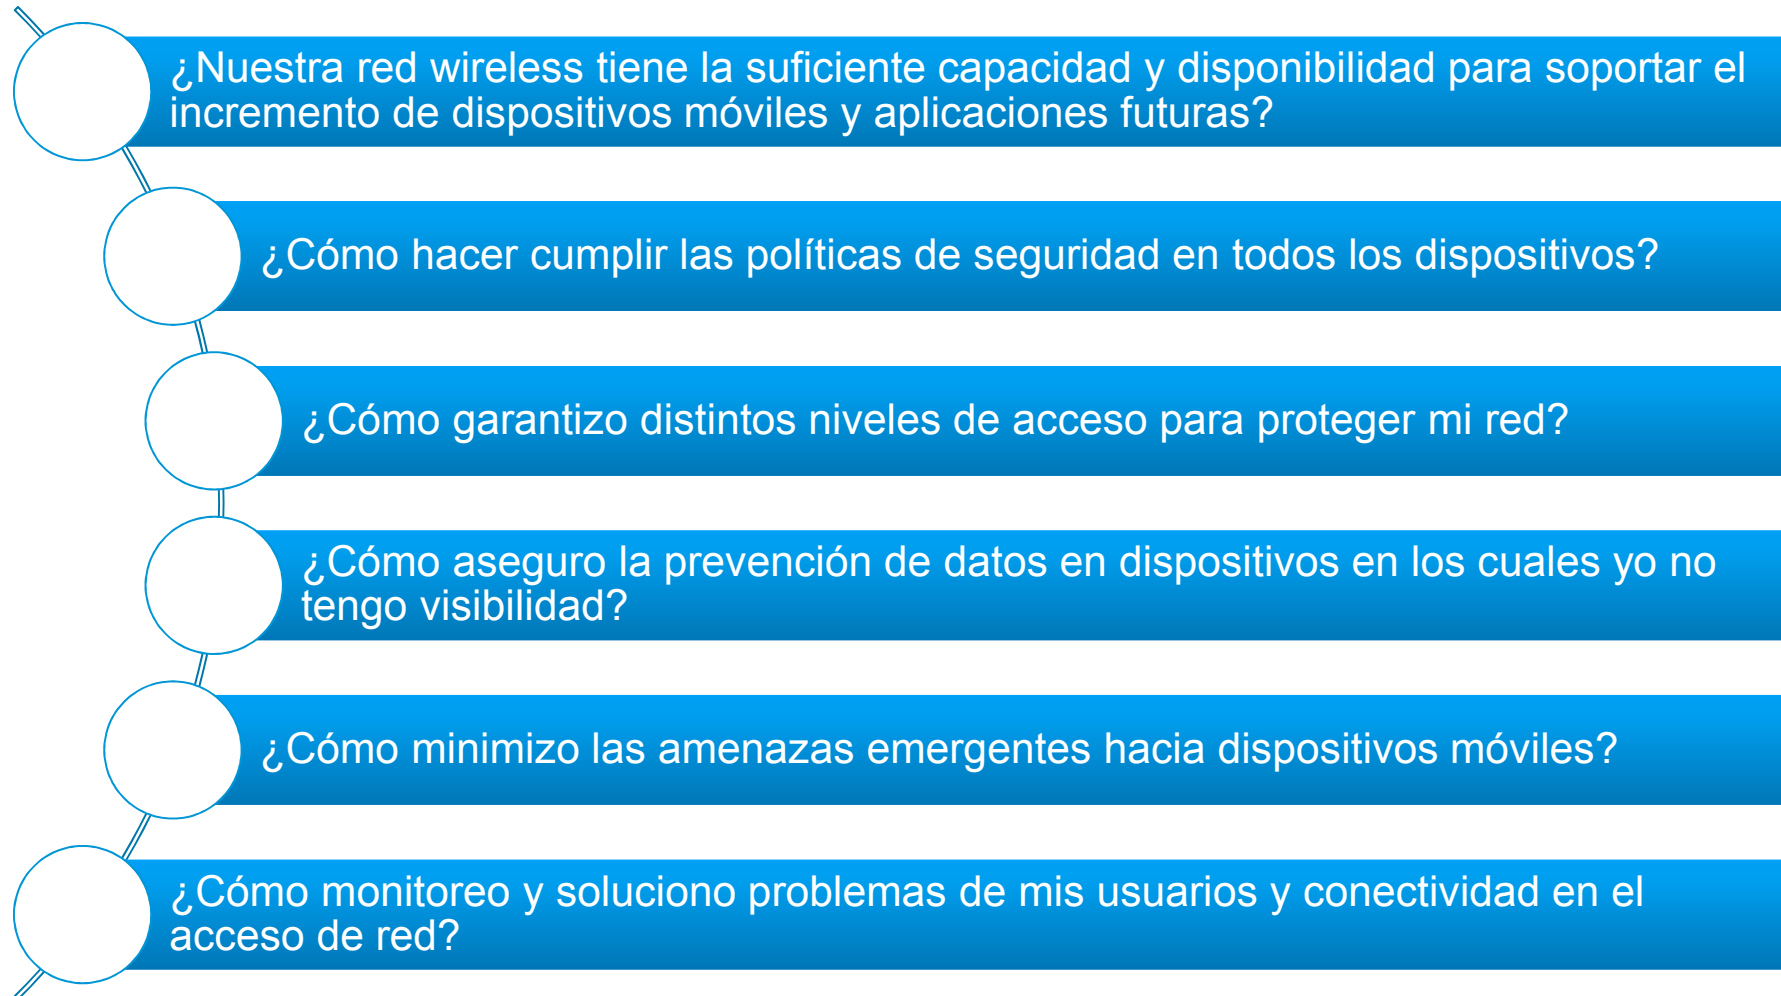 ¿Nuestra red wireless tiene la suficiente capacidad y disponibilidad para soportar el
incremento de dispositivos móviles y aplicaciones futuras?
¿Cómo hacer cumplir las políticas de seguridad en todos los dispositivos?
¿Cómo garantizo distintos niveles de acceso para proteger mi red?
¿Cómo aseguro la prevención de datos en dispositivos en los cuales yo no
tengo visibilidad?
¿Cómo minimizo las amenazas emergentes hacia dispositivos móviles?
¿Cómo monitoreo y soluciono problemas de mis usuarios y conectividad en el
acceso de red?